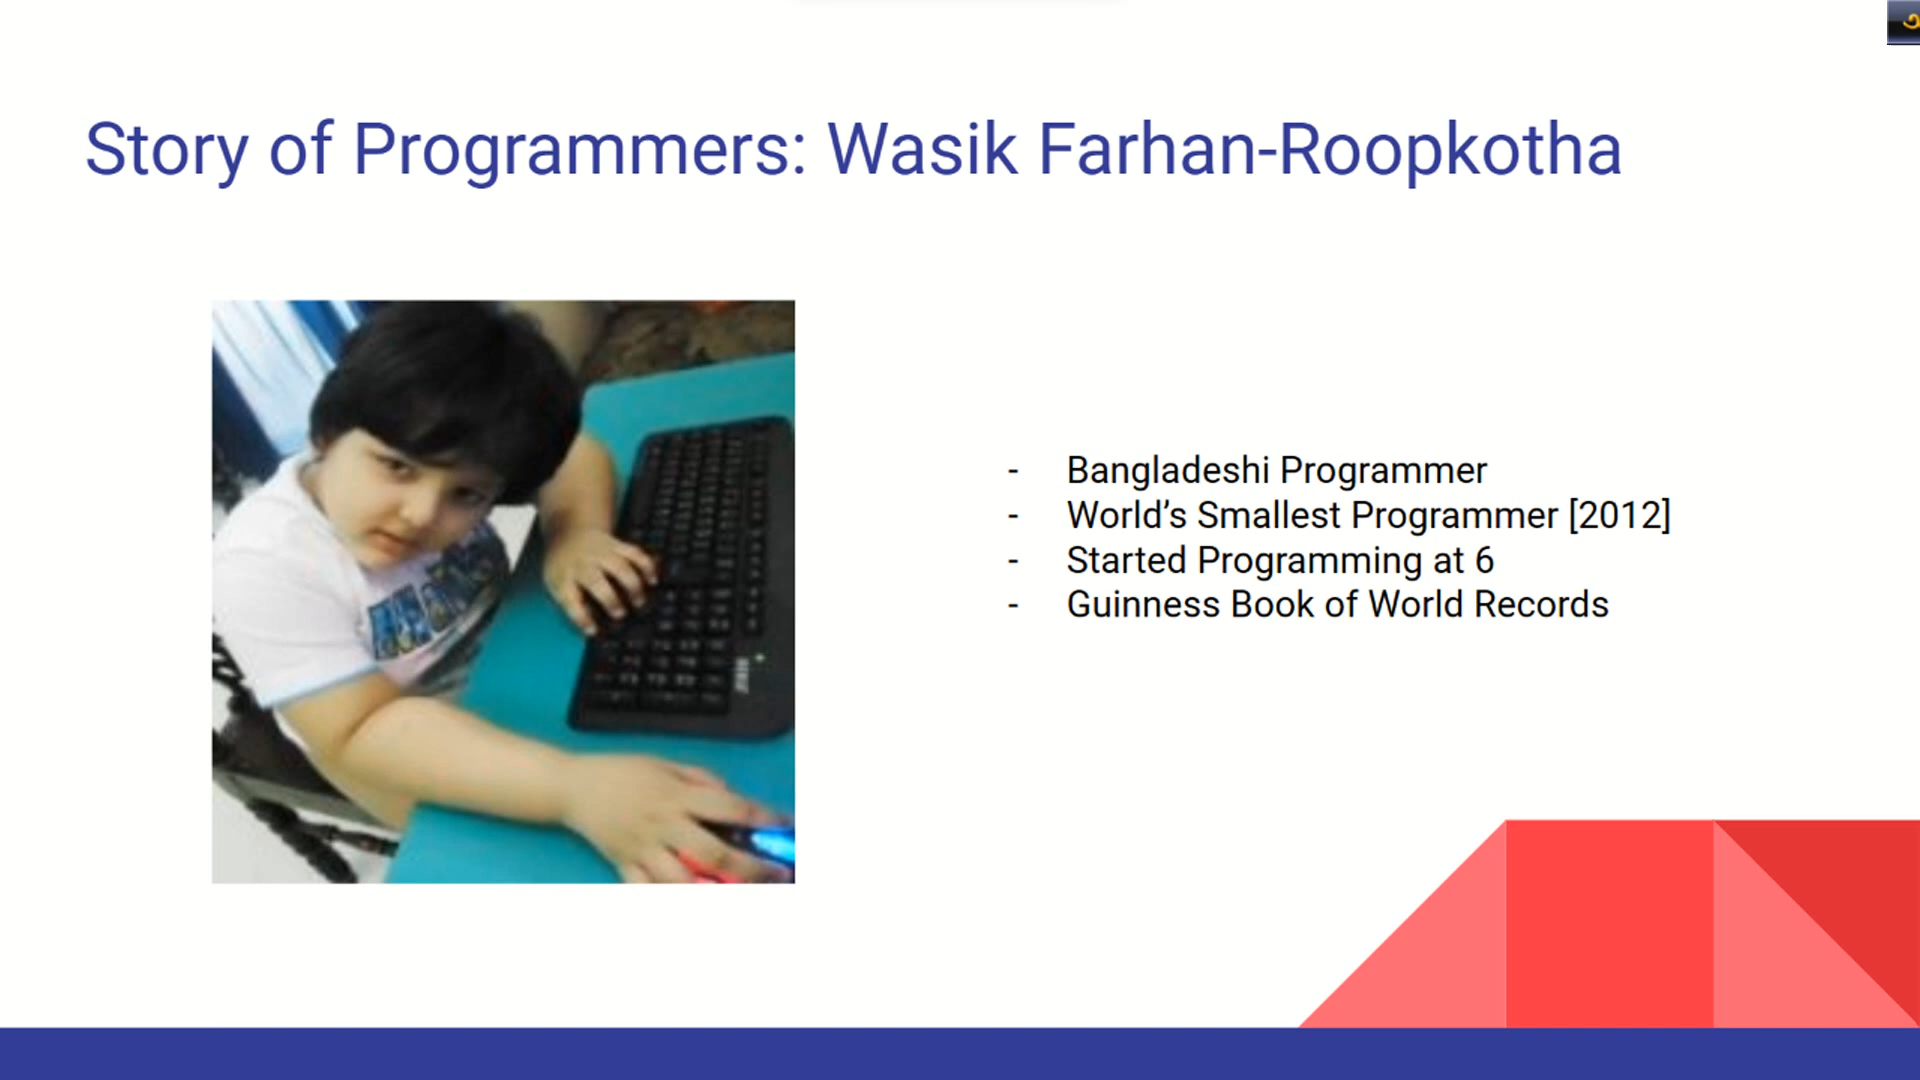 Story of Programmers: Wasik Farhan-Roopkotha
- Bangladeshi Programmer
- World’s Smallest Programmer [2012]
- Started Programming at 6
- Guinness Book of World Records